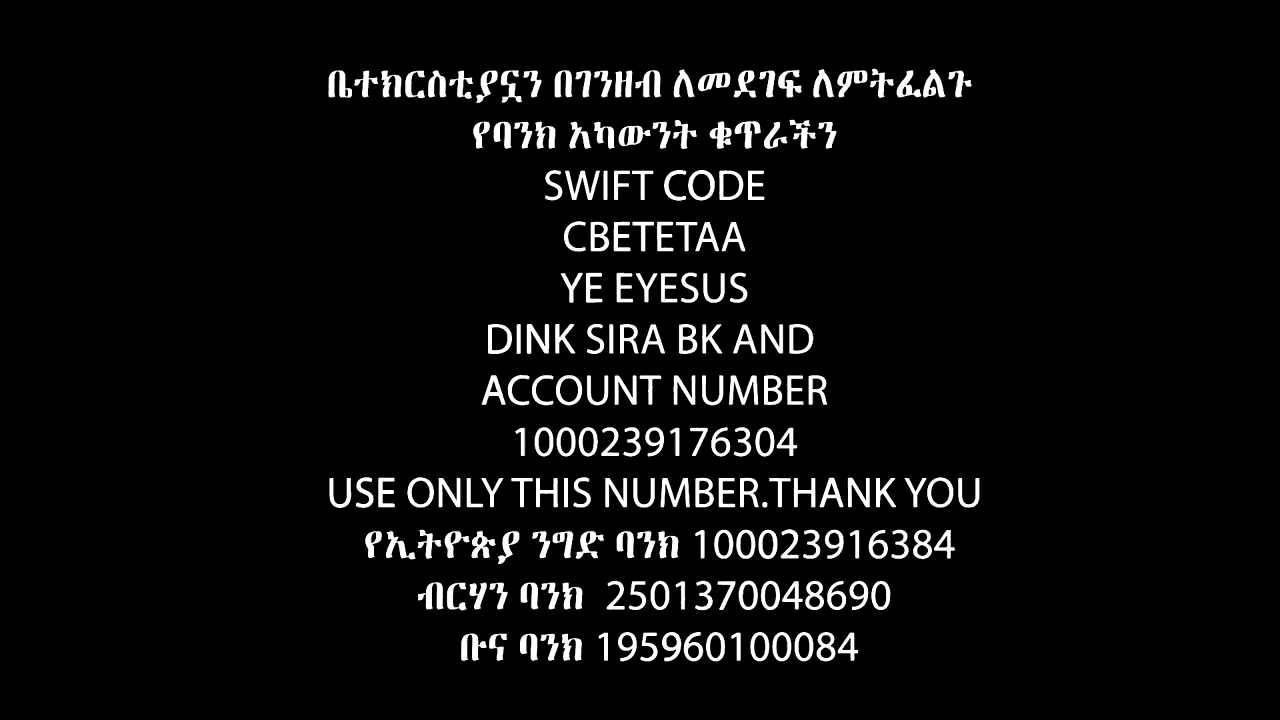 ቤተክርስቲያኗን በገንዘብ ለመደገፍ ለምትፈልጉ
የባንክ አካውንት ቁጥራችን
SWIFT CODE
CBETETAA
YE EYESUS
DINK SIRA BK AND
ACCOUNT NUMBER
1000239176304
USE ONLY THIS NUMBER.THANK YOU
የኢትዮጵያ ንግድ ባንክ 100023916384
ብርሃን ባንክ 2501370048690
ቡና ባንክ 195960100084